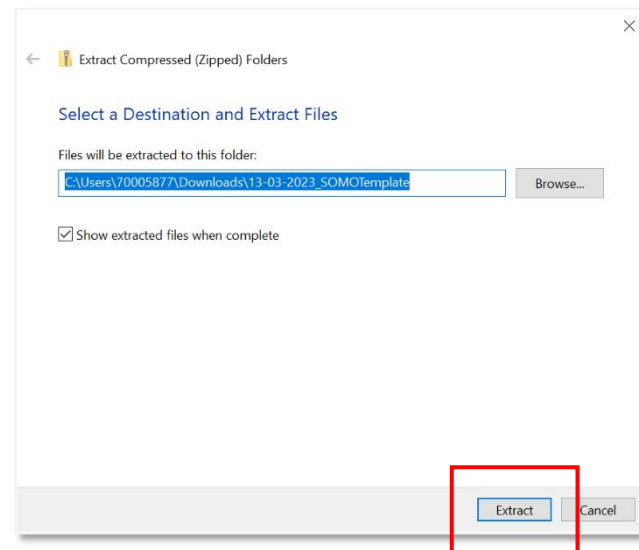 Extract Compressed (Zipped) Folders
Select a Destination and Extract Files
Files will be extracted to this folder:
C:\Users\70005877\Downloads\13-03-2023_SOMOTemplate
Browse...
Show extracted files when complete
Extract
Cancel